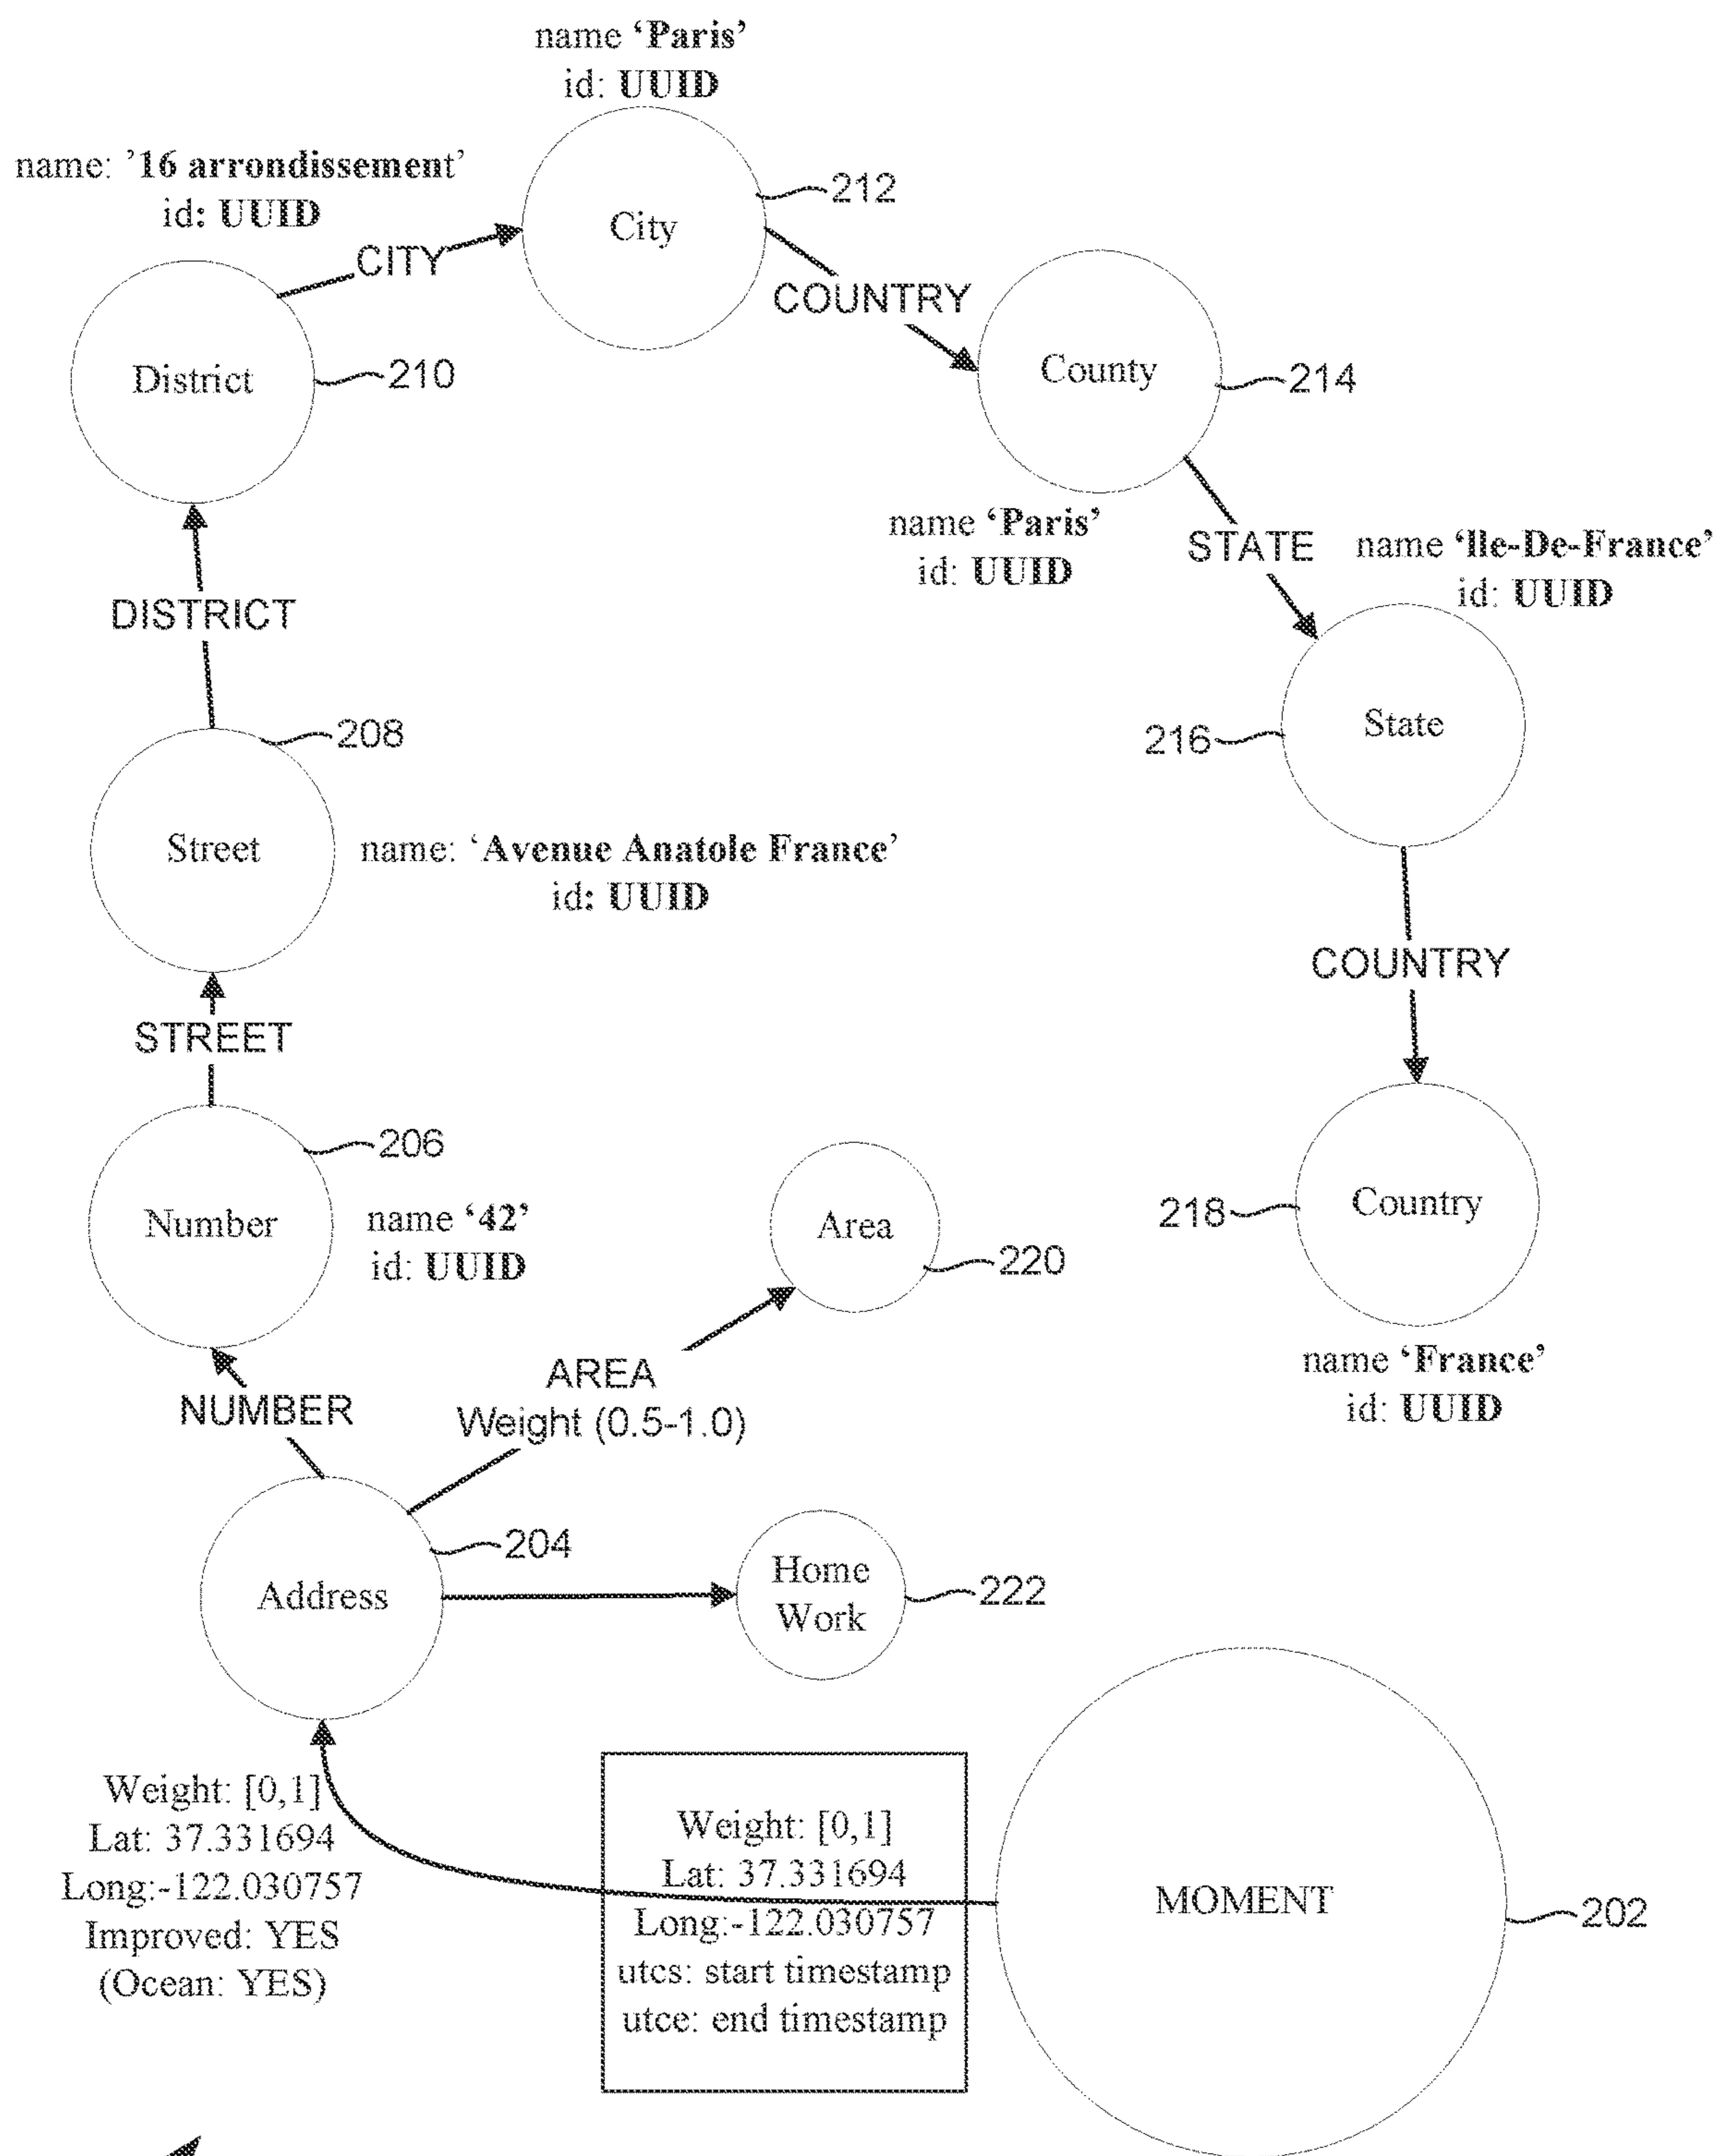 name ‘Paris’
id: UUID
name: ’16 arrondissement’
id: UUID
212
City
CITY
COUNTRY
District
210
County
214
name ‘Paris’
id: UUID
STATE
name ‘Ile-De-France’
id: UUID
DISTRICT
208
216
State
Street
name: ‘Avenue Anatole France’
id: UUID
COUNTRY
STREET
206
Number
name ‘42’
id: UUID
Area
220
218
Country
name ‘France’
id: UUID
AREA
Weight (0.5-1.0)
NUMBER
204
Address
Home
Work
222
Weight: [0,1]
Lat: 37.331694
Long:-122.030757
Improved: YES
(Ocean: YES)
Weight: [0,1]
Lat: 37.331694
Long:-122.030757
utcs: start timestamp
utce: end timestamp
MOMENT
202